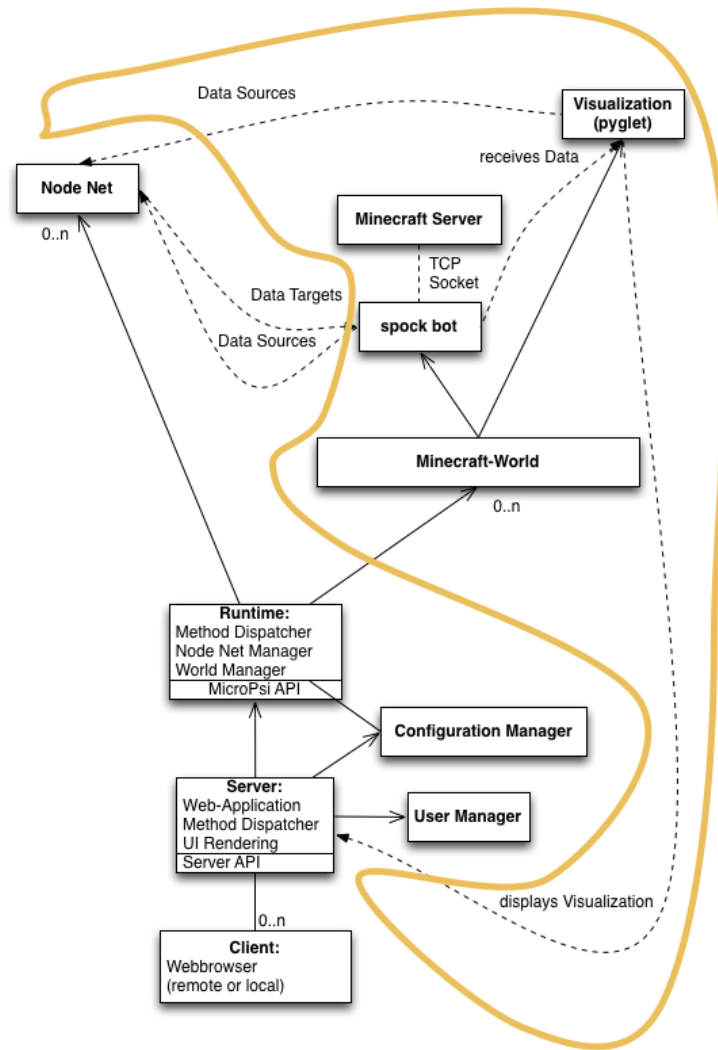 Data Sources
Visualization
(pyglet)
receives Data
Node Net
0..n
Minecraft Server
TCP
Socket
Data Targets
spock bot
Data Sources
Minecraft-World
0..n
Runtime:
Method Dispatcher
Node Net Manager
World Manager
MicroPsi API
Configuration Manager
Server:
Web-Application
Method Dispatcher
UI Rendering
Server API
User Manager
displays Visualization
0..n
Client:
Webbrowser
(remote or local)